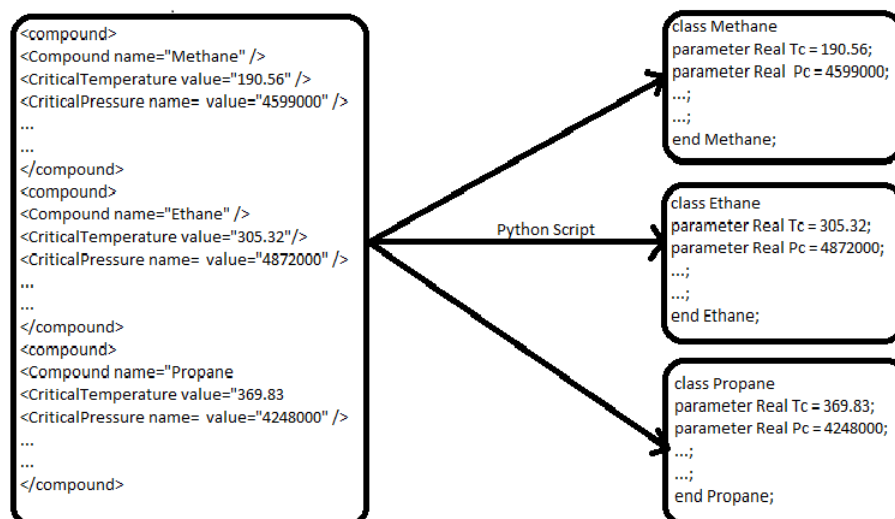 <compound>
<Compound name="Methane" />
<CriticalTemperature value="190.56" />
<CriticalPressure name= value="4599000" />
...
...
</compound>
<compound>
<Compound name="Ethane" />
<CriticalTemperature value="305.32"/>
<CriticalPressure name= value="4872000" />
...
...
</compound>
<compound>
<Compound name="Propane
<CriticalTemperature value="369.83
<CriticalPressure name= value="4248000" />
...
...
</compound>
Python Script
class Methane
parameter Real Tc = 190.56;
parameter Real Pc = 4599000;
...;
...;
end Methane;
class Ethane
parameter Real Tc = 305.32;
parameter Real Pc = 4872000;
...;
...;
end Ethane;
class Propane
parameter Real Tc = 369.83;
parameter Real Pc = 4248000;
...;
...;
end Propane;